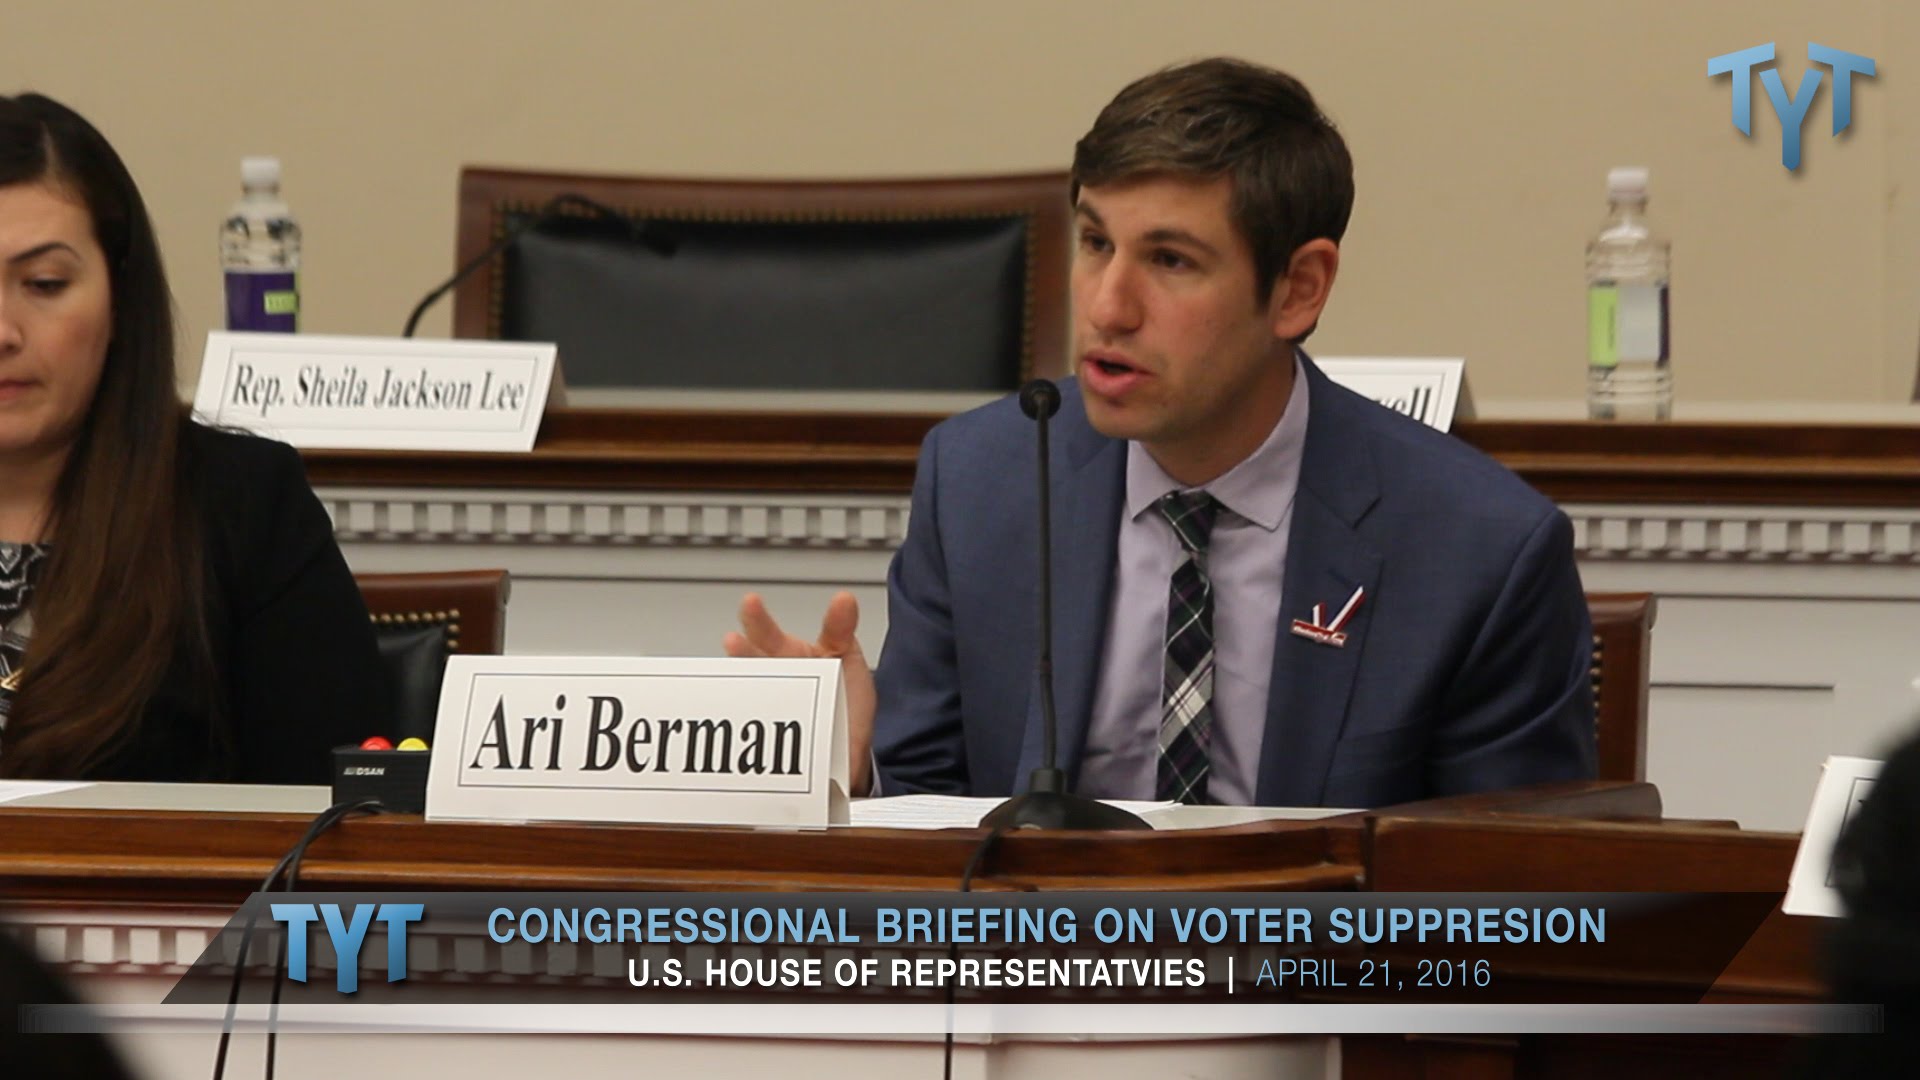 TYT
Rep. Sheila Jackson Lee
Ari Berman
AUDSAN
TYT
CONGRESSIONAL BRIEFING ON VOTER SUPPRESION
U.S. HOUSE OF REPRESENTATVIES | APRIL 21, 2016